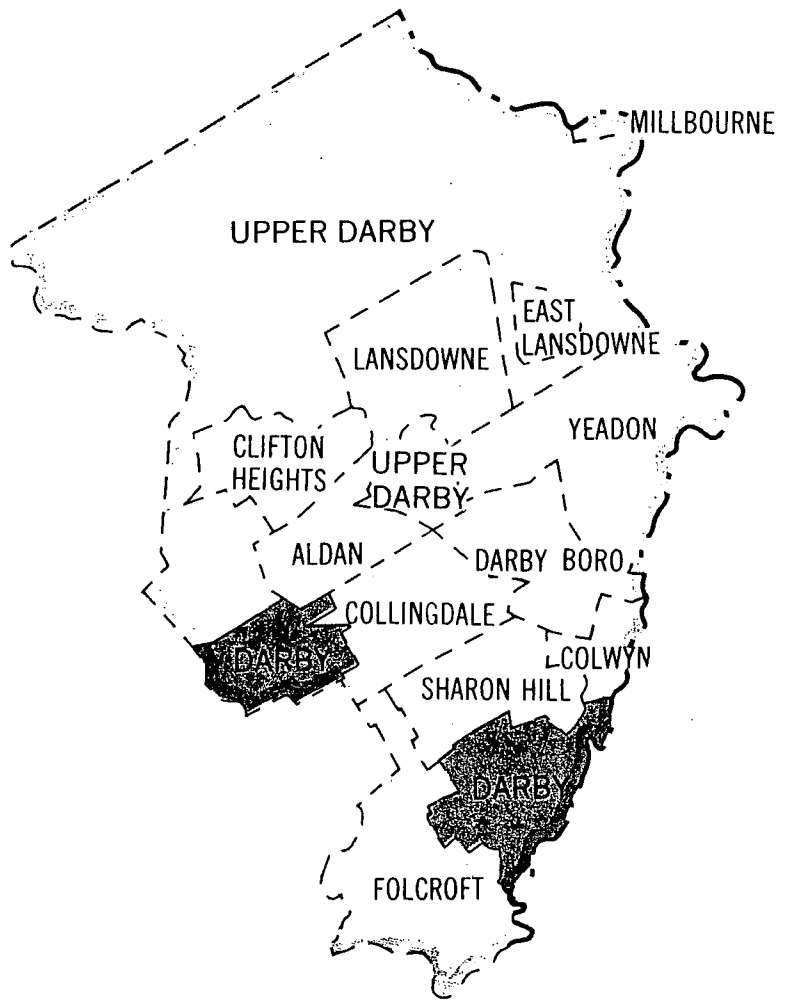 MILLBOURNE
UPPER DARBY
EAST
LANSDOWNE
LANSDOWNE
YEADON
CLIFTON
HEIGHTS
UPPER
DARBY
ALDAN
DARBY BORO
COLLINGDALE
DARBY
COLWYN
SHARON HILL
DARBY
FOLCROFT